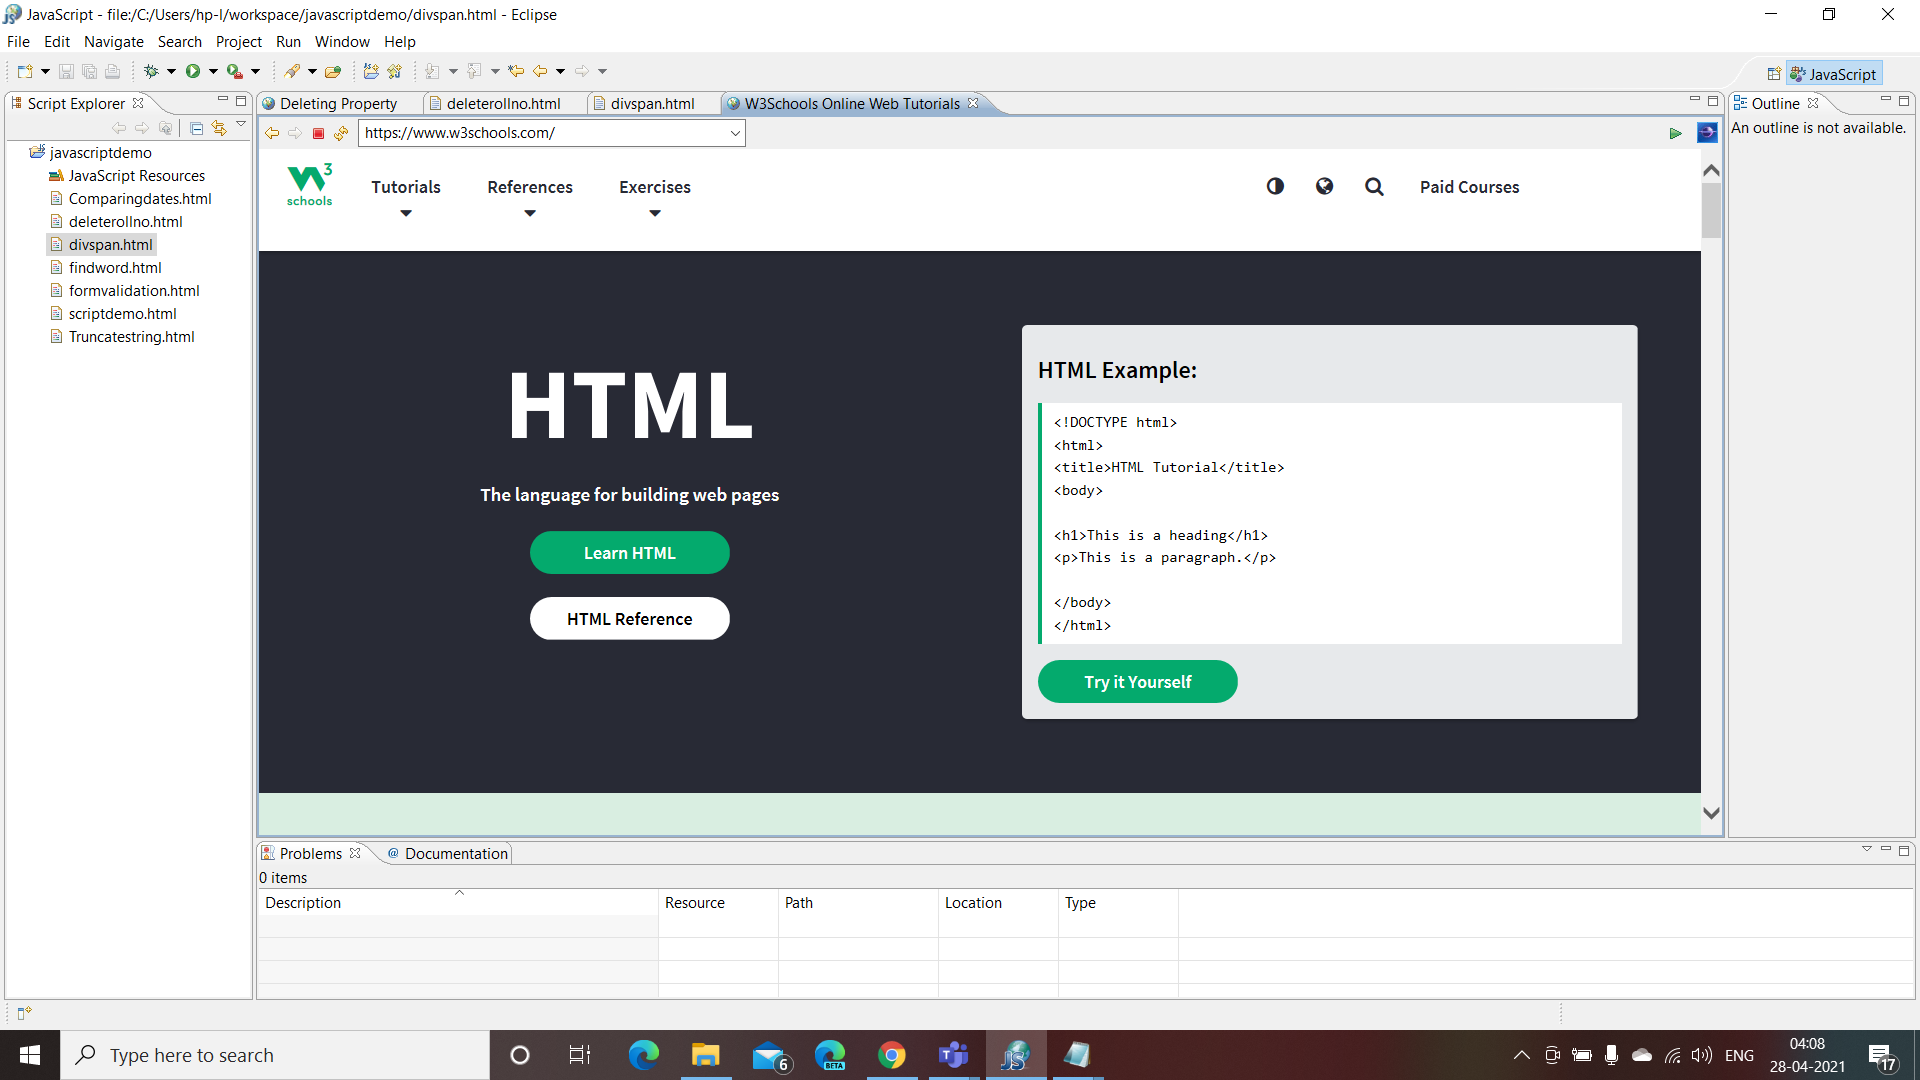 JavaScript - file:/C:/Users/hp-l/workspace/javascriptdemo/divspan.html - Eclipse
File Edit Navigate Search Project Run Window Help
JavaScript
Script Explorer
Deleting Property
deleterollno.html
divspan.html
W3Schools Online Web Tutorials
Outline
https://www.w3schools.com/
An outline is not available.
javascriptdemo
JavaScript Resources
Comparingdates.html
deleterollno.html
divspan.html
findword.html
formvalidation.html
scriptdemo.html
Truncatestring.html
W3
schools
Tutorials
References
Exercises
Paid Courses
HTML
The language for building web pages
Learn HTML
HTML Reference
HTML Example:
<!DOCTYPE html>
<html>
<title>HTML Tutorial</title>
<body>
<h1>This is a heading</h1>
<p>This is a paragraph.</p>
</body>
</html>
Try it Yourself
Problems
@ Documentation
0 items
Description Resource Path Location Type
Type here to search
6
BETA
T
JS
ENG
04:08
28-04-2021
17